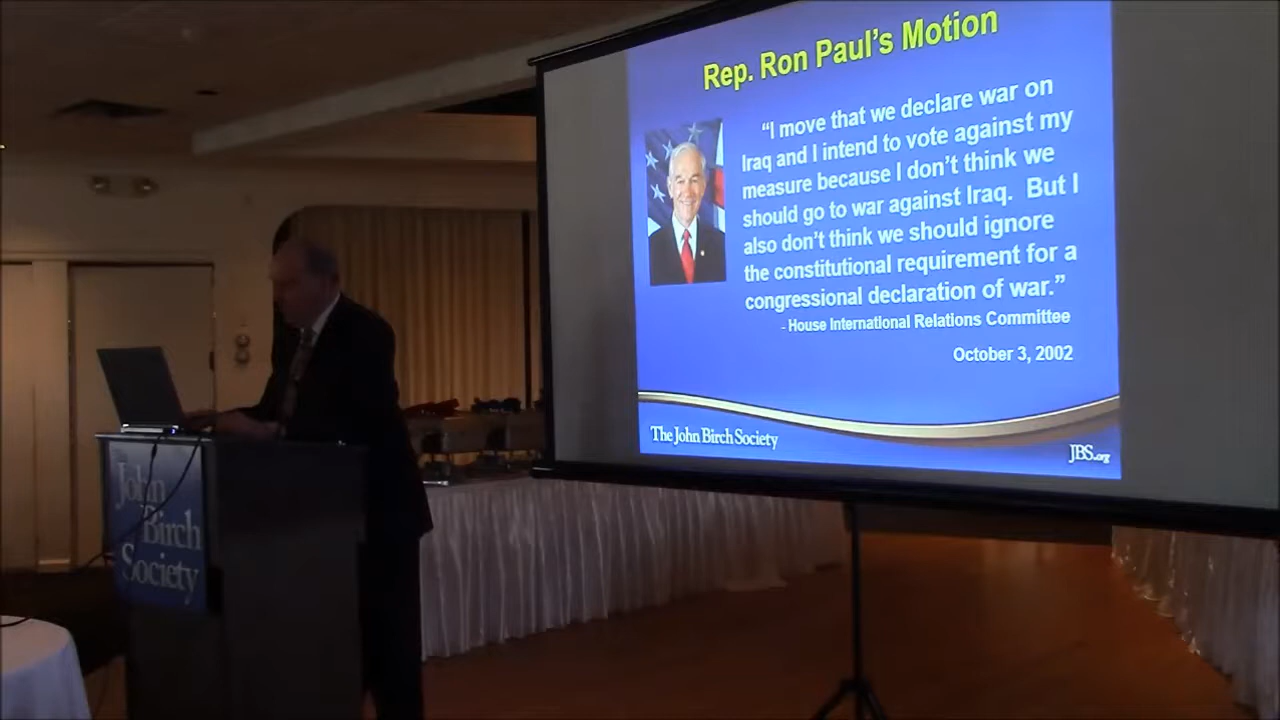 Rep. Ron Paul's Motion
"I move that we declare war on
Iraq and I intend to vote against my
measure because I don't think we
should go to war against Iraq. But I
also don't think we should ignore
the constitutional requirement for a
congressional declaration of war."
- House International Relations Committee
October 3, 2002
The John Birch Society
JBS.org
The
John
Birch
Society